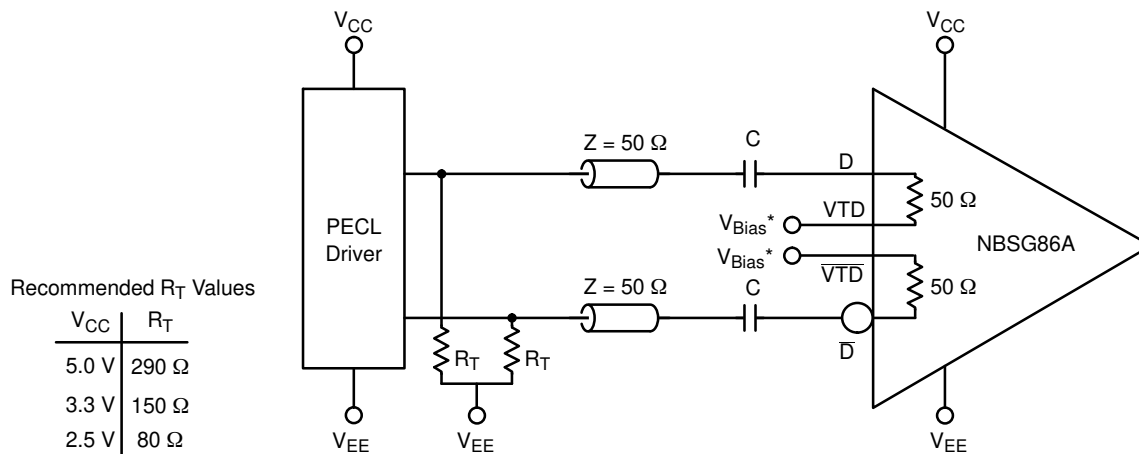 V_CC
V_CC
Z = 50 Ω
C
D
50 Ω
V_Bias*
VTD
PECL
Driver
NBSG86A
V_Bias*
V̅T̅D̅
50 Ω
Z = 50 Ω
C
D̅
Recommended R_T Values
V_CC R_T
5.0 V 290 Ω
3.3 V 150 Ω
2.5 V 80 Ω
R_T
R_T
V_EE
V_EE
V_EE